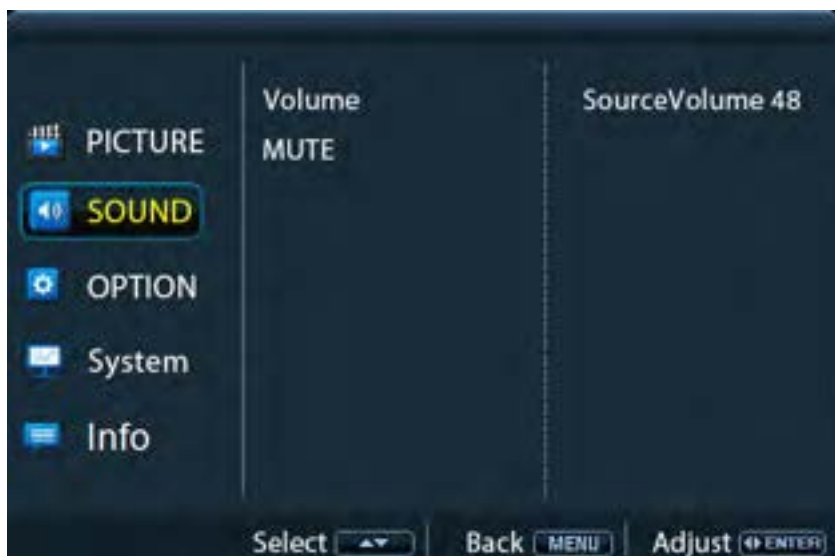 PICTURE
SOUND
OPTION
System
Info
Volume
MUTE
SourceVolume 48
Select Back MENU Adjust ENTER